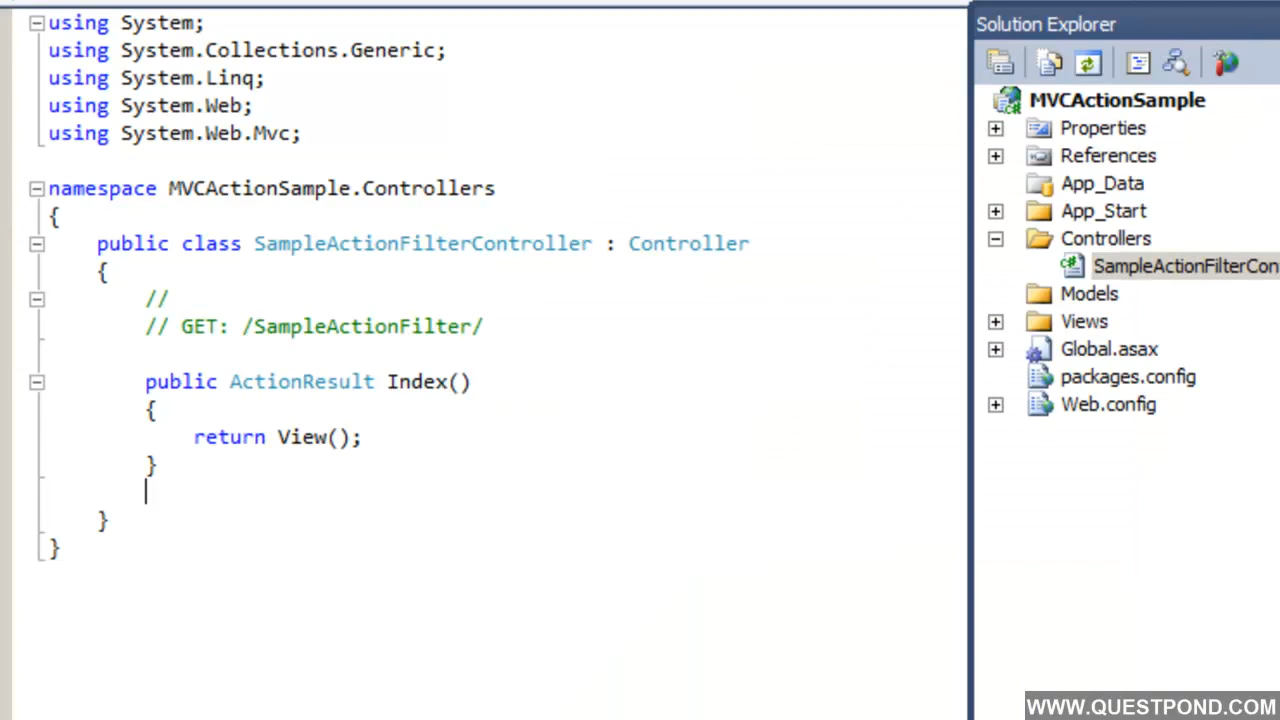 using System;
using System.Collections.Generic;
using System.Linq;
using System.Web;
using System.Web.Mvc;
namespace MVCActionSample.Controllers
{
public class SampleActionFilterController : Controller
{
//
// GET: /SampleActionFilter/
public ActionResult Index()
{
return View();
}
}
}
Solution Explorer
MVCActionSample
Properties
References
App_Data
App_Start
Controllers
SampleActionFilterCon
Models
Views
Global.asax
packages.config
Web.config
WWW.QUESTPOND.COM